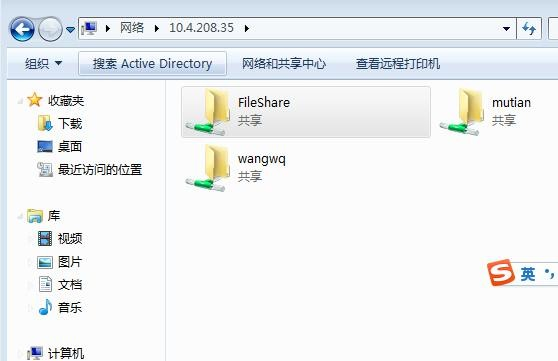 网络 10.4.208.35
组织 搜索 Active Directory 网络和共享中心 查看远程打印机
收藏夹
下载
桌面
最近访问的位置
库
视频
图片
文档
音乐
计算机
FileShare
共享
mutian
共享
wangwq
共享
S 英